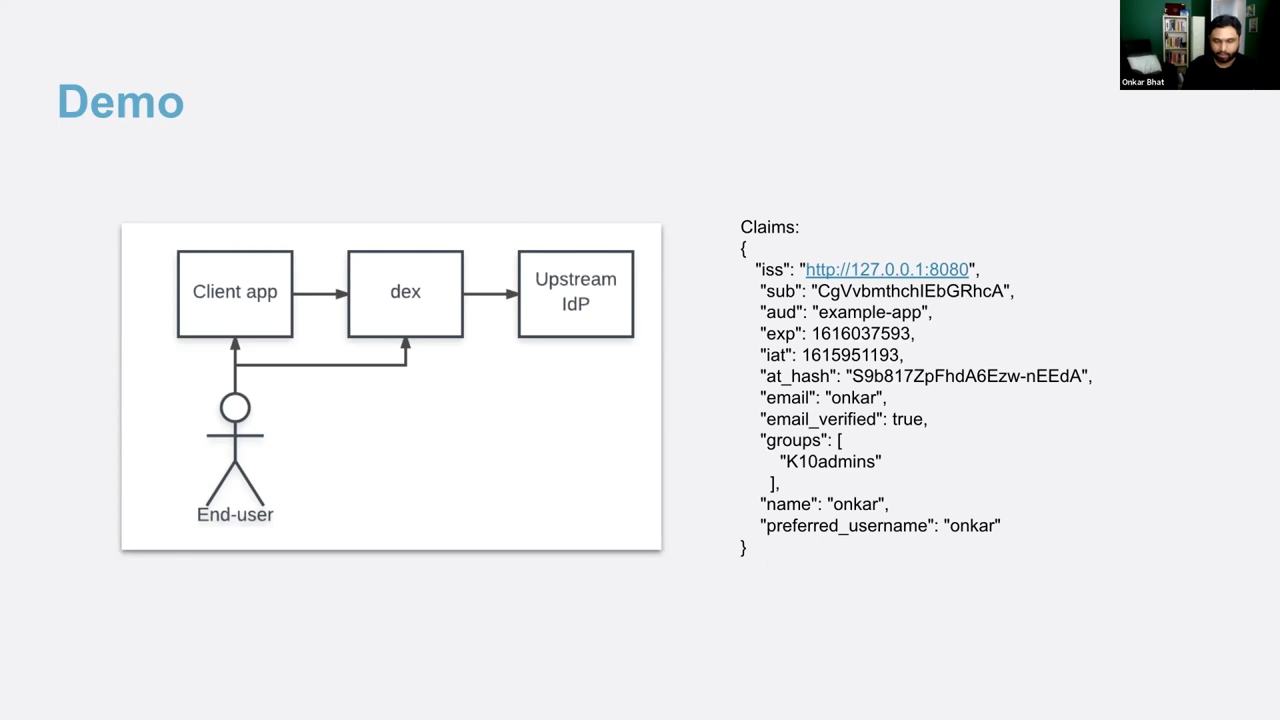 Onkar Bhat
Demo
Client app
dex
Upstream
IdP
End-user
Claims:
{
"iss": "http://127.0.0.1:8080",
"sub": "CgVvbmthchIEbGRhcA",
"aud": "example-app",
"exp": 1616037593,
"iat": 1615951193,
"at_hash": "S9b817ZpFhdA6Ezw-nEEdA",
"email": "onkar",
"email_verified": true,
"groups": [
"K10admins"
],
"name": "onkar",
"preferred_username": "onkar"
}